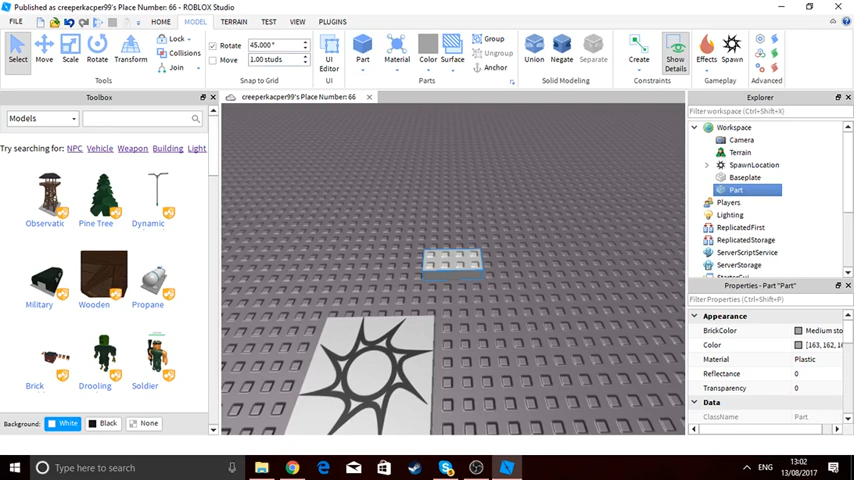 Published as creeperkacper99's Place Number: 66 - ROBLOX Studio
FILE HOME MODEL TERRAIN TEST VIEW PLUGINS
Select Move Scale Rotate Transform
Lock
Collisions
Join
Tools
Rotate 45.000 °
Move 1.00 studs
Snap to Grid
UI Editor
UI
Part Material Color Surface
Group
Ungroup
Anchor
Parts
Union Negate Separate
Solid Modeling
Create Show Details
Constraints
Effects Spawn
Gameplay
Advanced
Toolbox
creeperkacper99's Place Number: 66
Models
Try searching for: NPC Vehicle Weapon Building Light
Observatic Pine Tree Dynamic
Military Wooden Propane
Brick Drooling Soldier
Background: White Black None
Explorer
Filter workspace (Ctrl+Shift+X)
Workspace
Camera
Terrain
SpawnLocation
Baseplate
Part
Players
Lighting
ReplicatedFirst
ReplicatedStorage
ServerScriptService
ServerStorage
Properties - Part "Part"
Filter Properties (Ctrl+Shift+P)
Appearance
BrickColor Medium sto
Color [163, 162, 16
Material Plastic
Reflectance 0
Transparency 0
Data
ClassName Part
Type here to search
ENG
13:02
13/08/2017